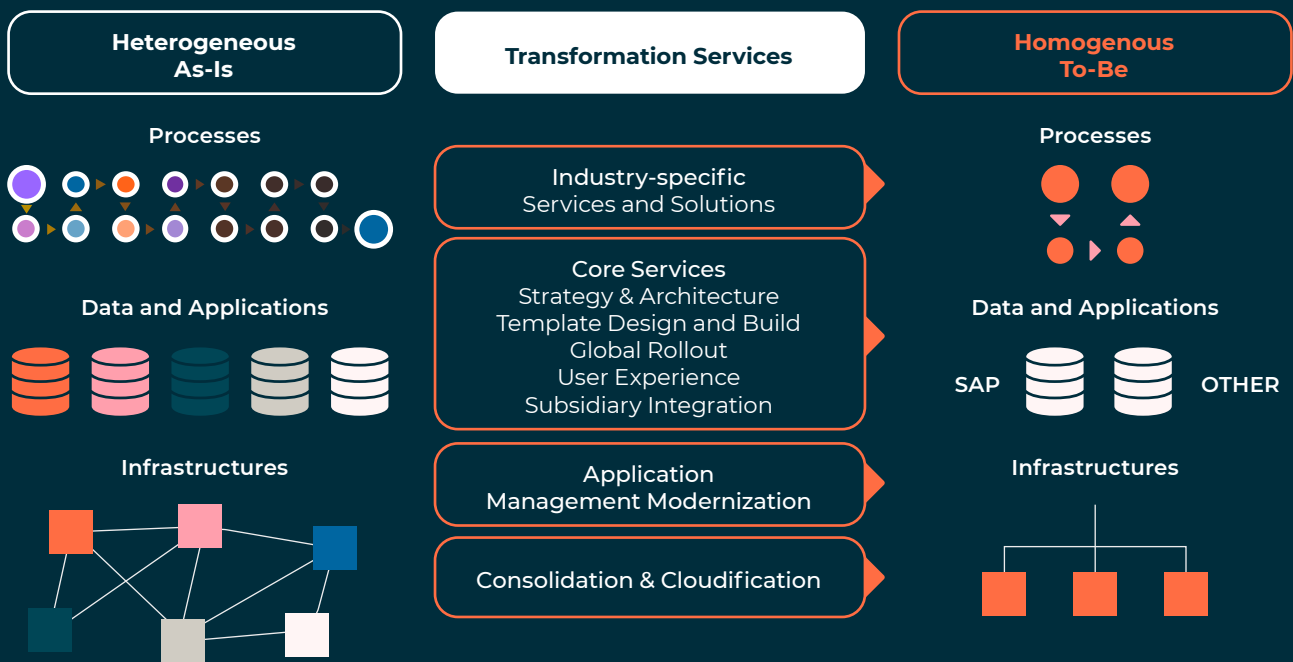 Heterogeneous
As-Is
Processes
Data and Applications
Infrastructures
Transformation Services
Industry-specific
Services and Solutions
Core Services
Strategy & Architecture
Template Design and Build
Global Rollout
User Experience
Subsidiary Integration
Application
Management Modernization
Consolidation & Cloudification
Homogenous
To-Be
Processes
Data and Applications
SAP
OTHER
Infrastructures